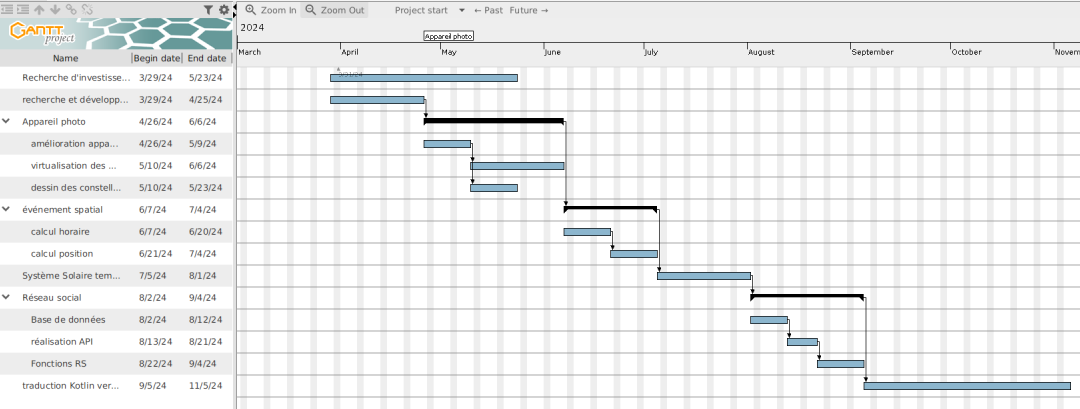 Zoom In Zoom Out Project start ← Past Future →
GANTT project
2024
Appareil photo
Name Begin date End date March April May June July August September October Novem
3/31/24
Recherche d'investisse... 3/29/24 5/23/24
recherche et développ... 3/29/24 4/25/24
Appareil photo 4/26/24 6/6/24
amélioration appa... 4/26/24 5/9/24
virtualisation des ... 5/10/24 6/6/24
dessin des constell... 5/10/24 5/23/24
événement spatial 6/7/24 7/4/24
calcul horaire 6/7/24 6/20/24
calcul position 6/21/24 7/4/24
Système Solaire tem... 7/5/24 8/1/24
Réseau social 8/2/24 9/4/24
Base de données 8/2/24 8/12/24
réalisation API 8/13/24 8/21/24
Fonctions RS 8/22/24 9/4/24
traduction Kotlin ver... 9/5/24 11/5/24